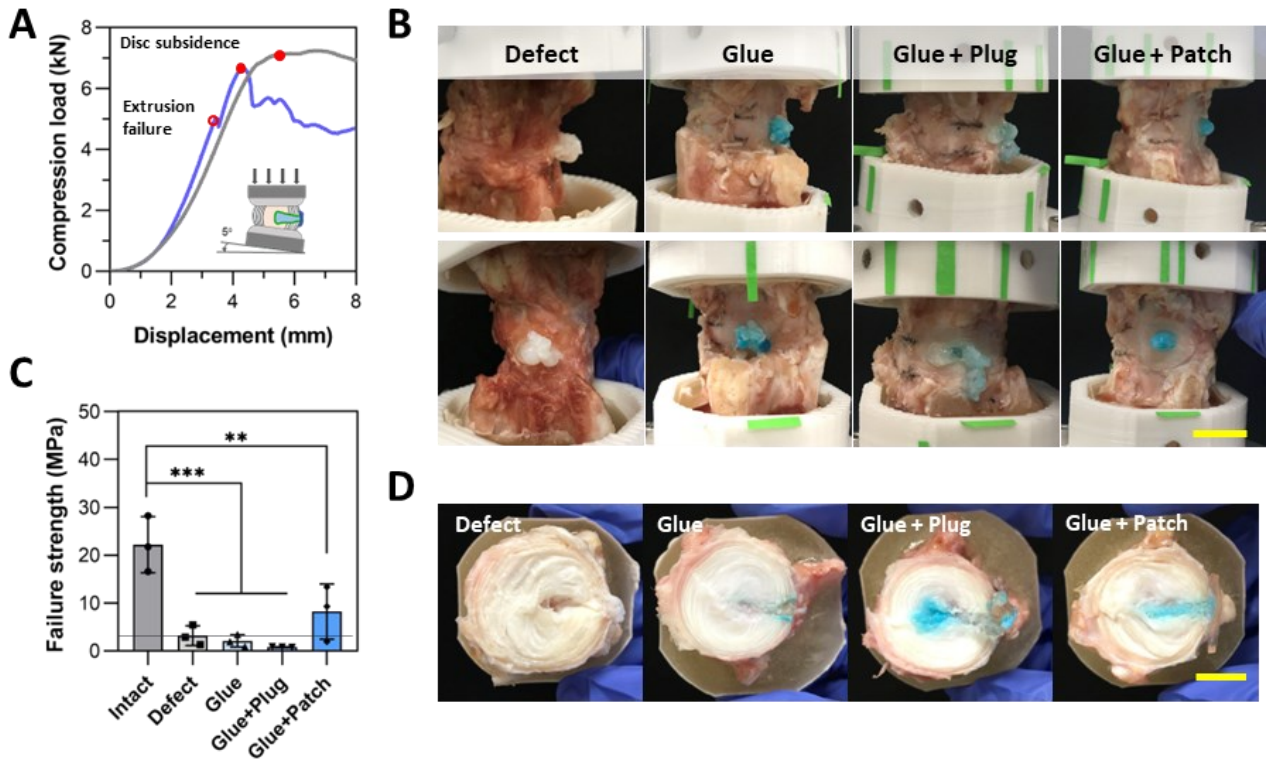 A
Compression load (kN)
8
6
4
2
0
Disc subsidence
Extrusion
failure
5°
0 2 4 6 8
Displacement (mm)
B
Defect Glue Glue + Plug Glue + Patch
C
Failure strength (MPa)
50
40
30
20
10
0
**
***
Intact Defect Glue Glue+Plug Glue+Patch
D
Defect Glue Glue + Plug Glue + Patch